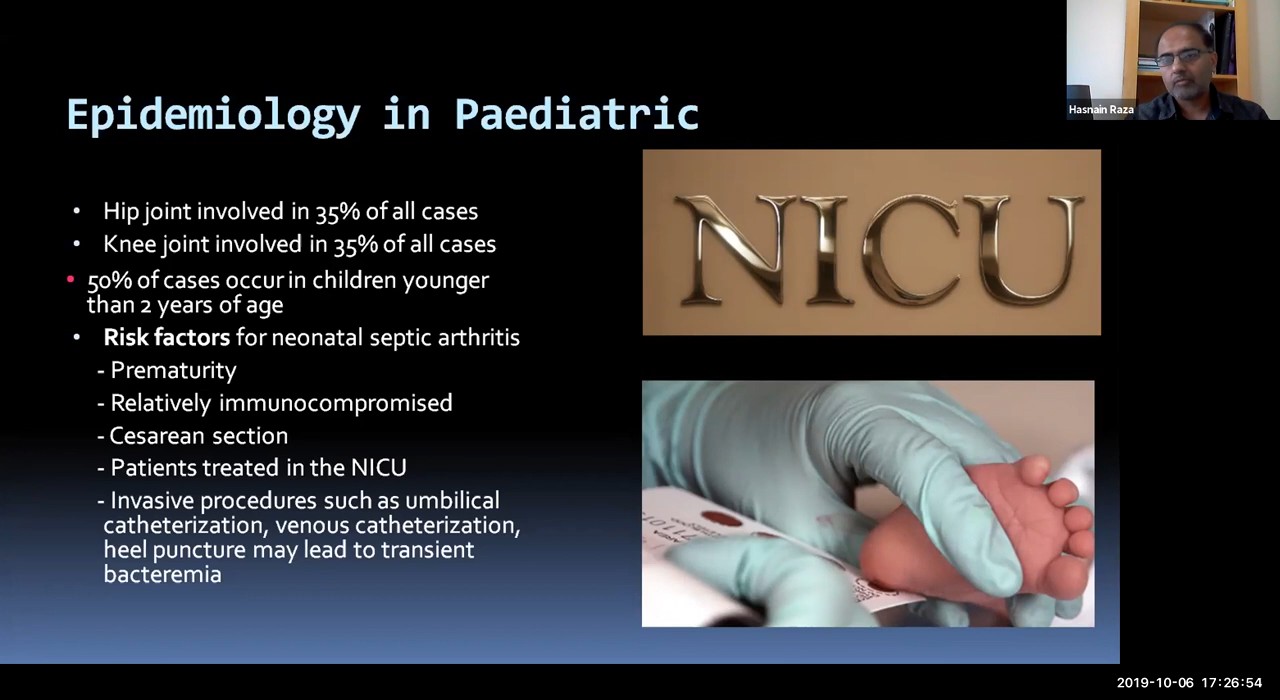 Hasnain Raza
Epidemiology in Paediatric
• Hip joint involved in 35% of all cases
• Knee joint involved in 35% of all cases
• 50% of cases occur in children younger
than 2 years of age
• Risk factors for neonatal septic arthritis
- Prematurity
- Relatively immunocompromised
- Cesarean section
- Patients treated in the NICU
- Invasive procedures such as umbilical
catheterization, venous catheterization,
heel puncture may lead to transient
bacteremia
NICU
2019-10-06 17:26:54